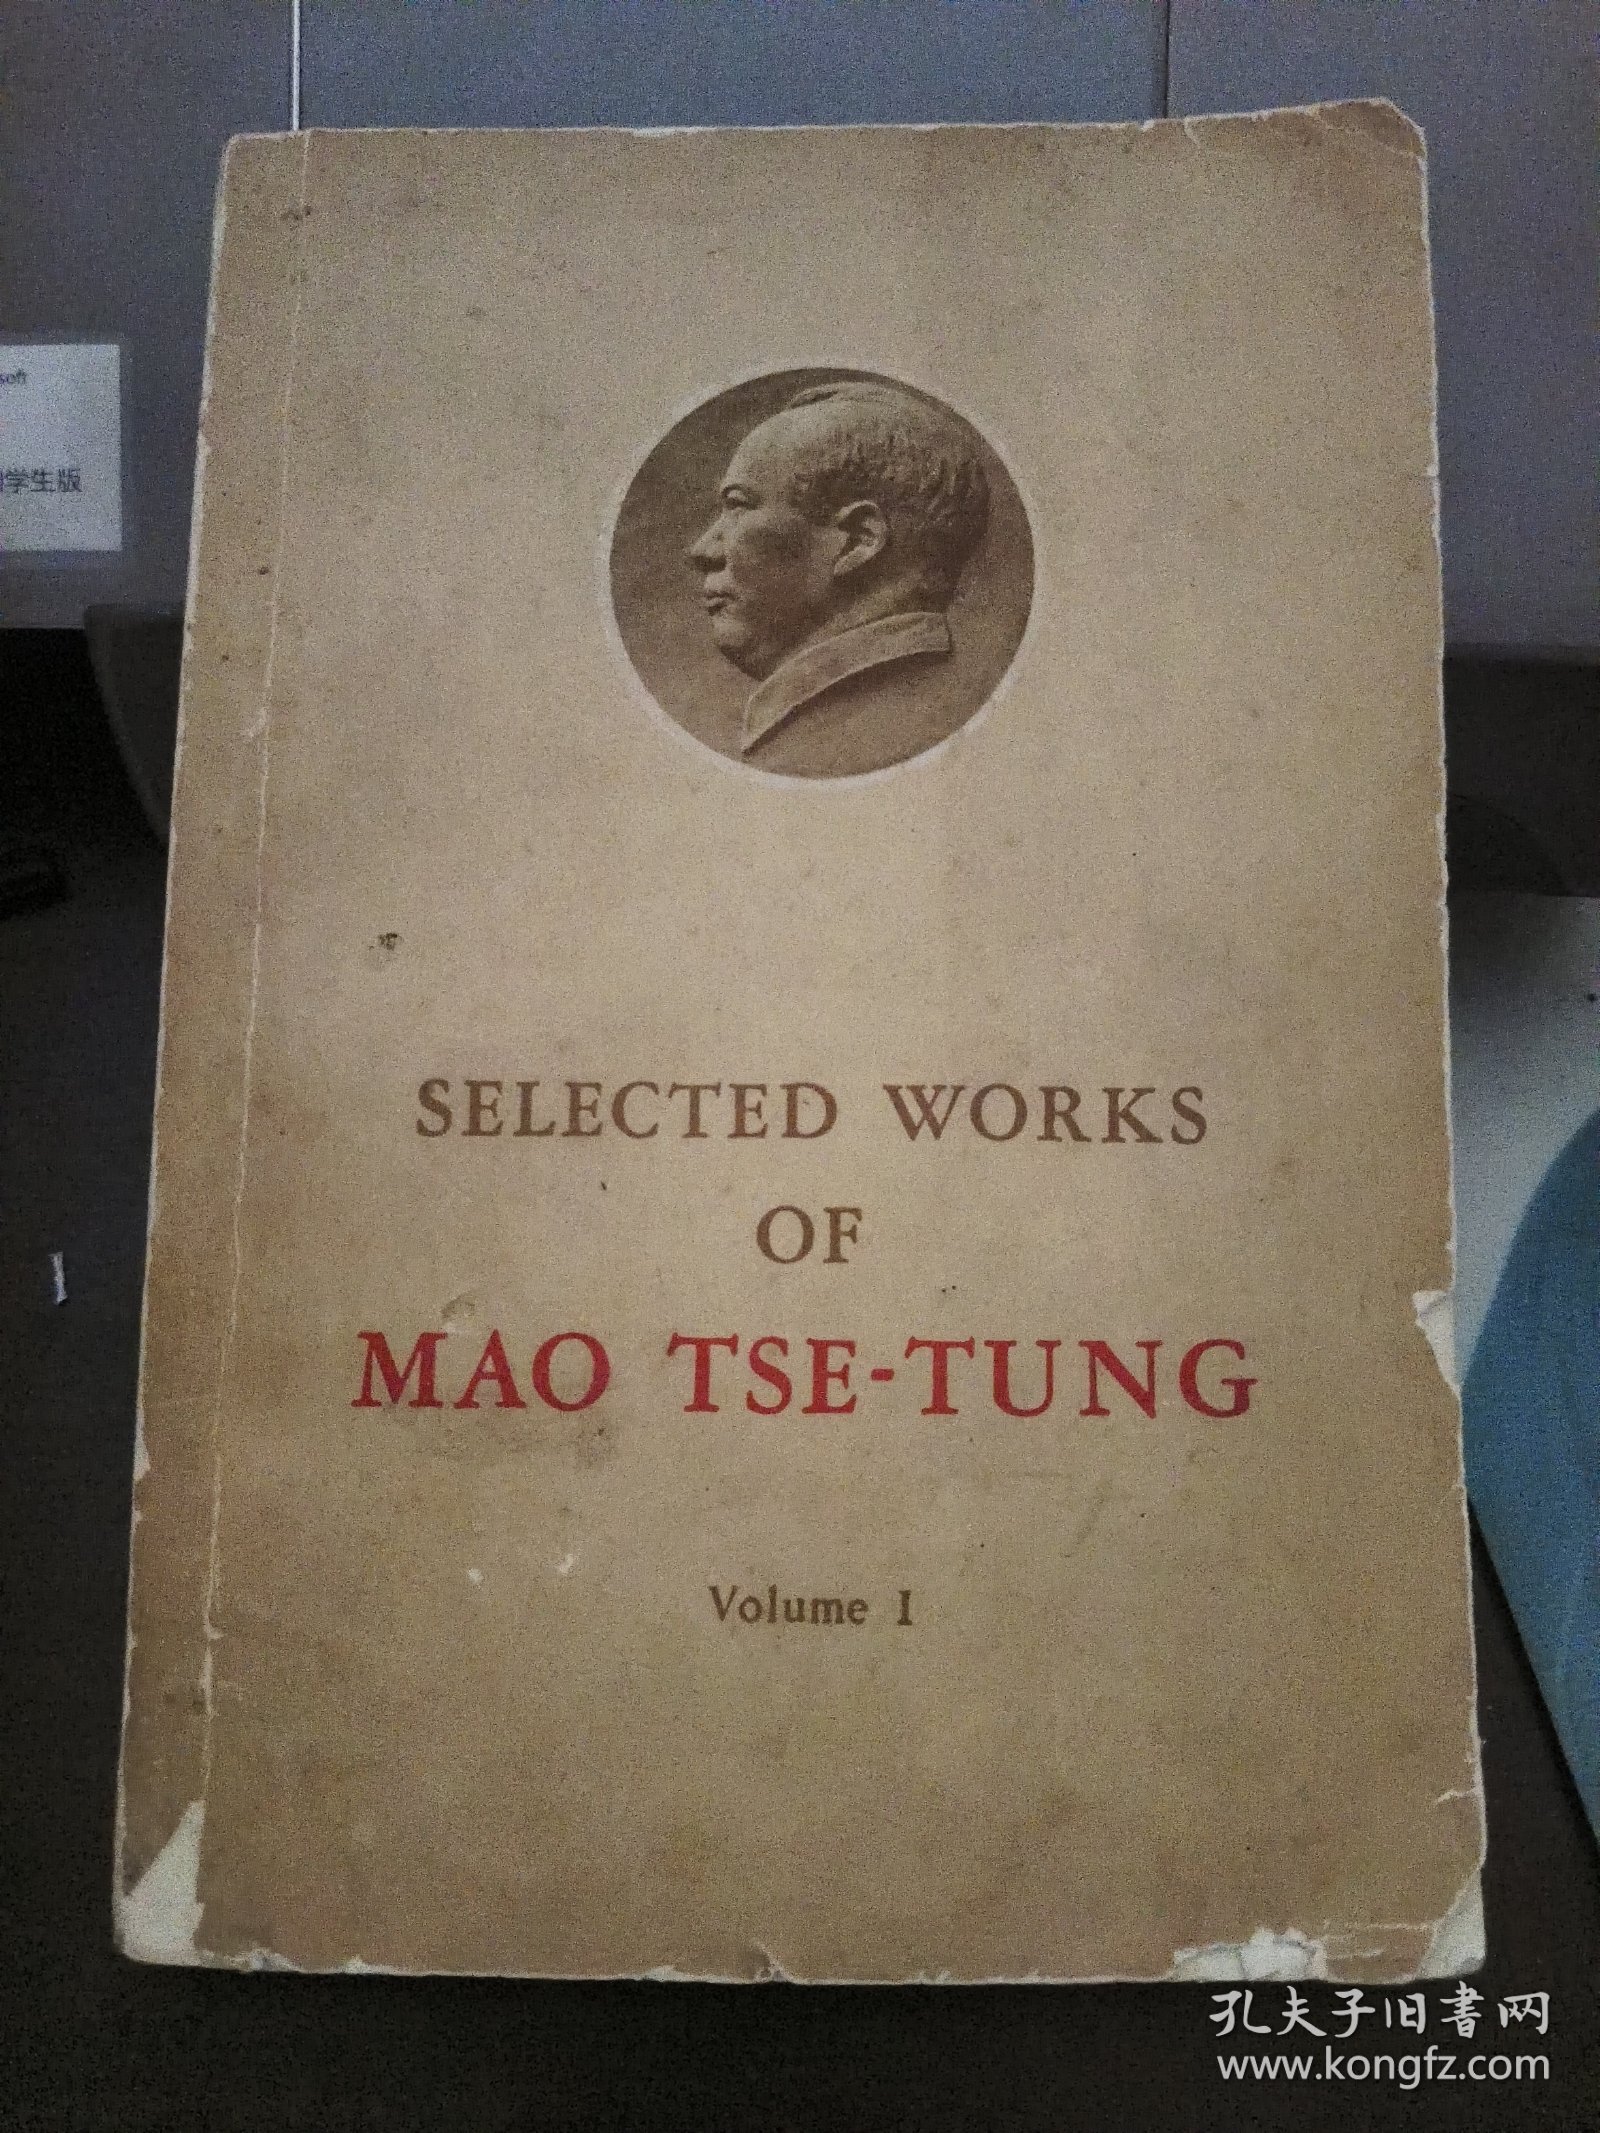 soft
学生版
SELECTED WORKS
OF
MAO TSE-TUNG
Volume I
孔夫子旧书网
www.kongfz.com